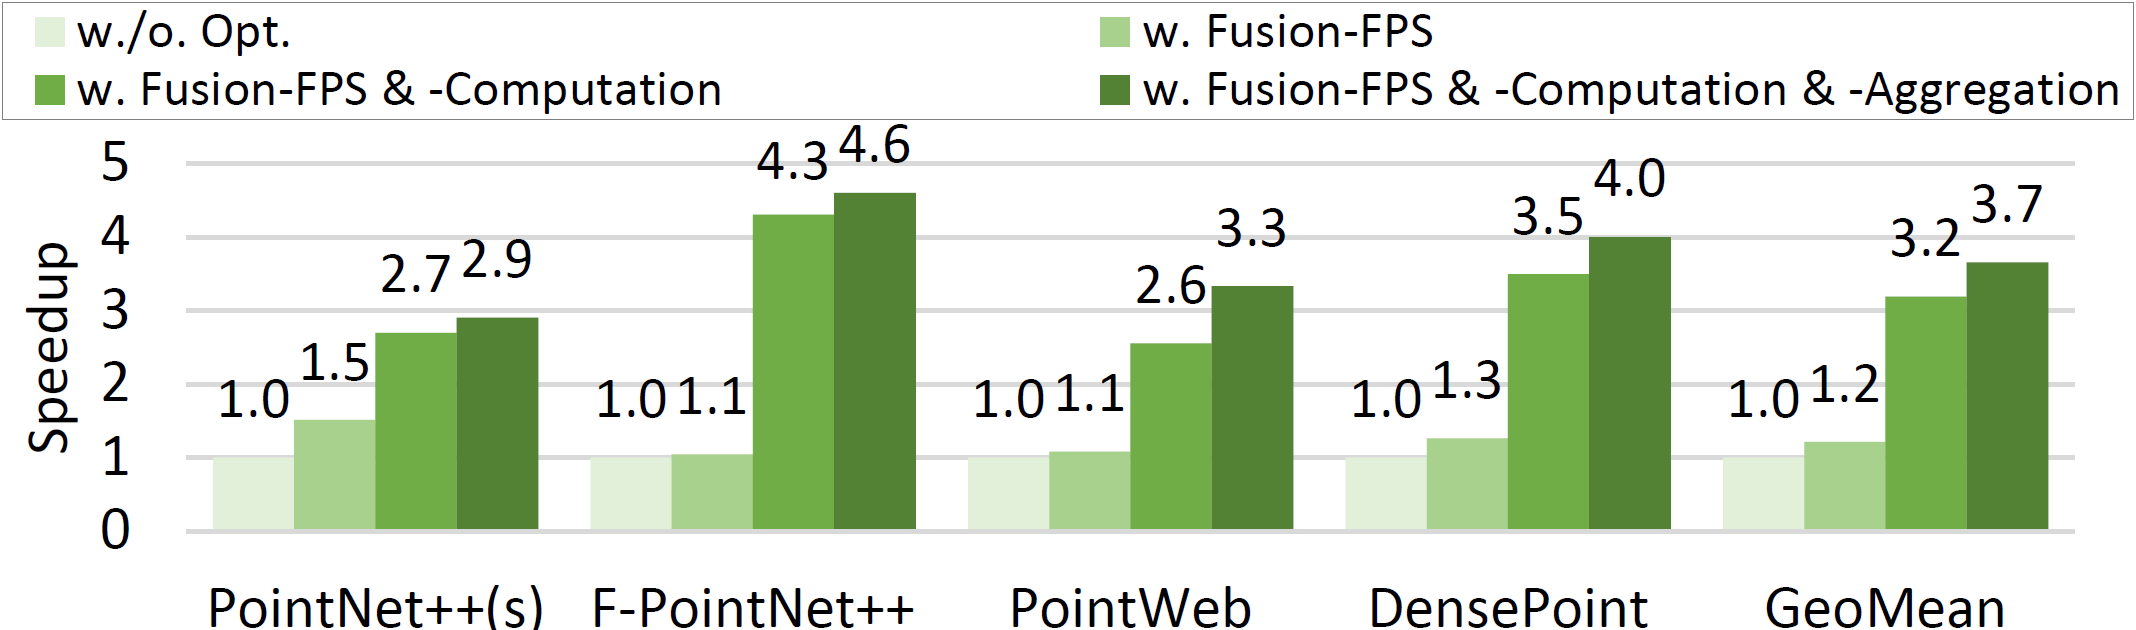 w./o. Opt.
w. Fusion-FPS
w. Fusion-FPS & -Computation
w. Fusion-FPS & -Computation & -Aggregation
Speedup
5
4
3
2
1
0
1.0 1.5 2.7 2.9
1.0 1.1 4.3 4.6
1.0 1.1 2.6 3.3
1.0 1.3 3.5 4.0
1.0 1.2 3.2 3.7
PointNet++(s) F-PointNet++ PointWeb DensePoint GeoMean